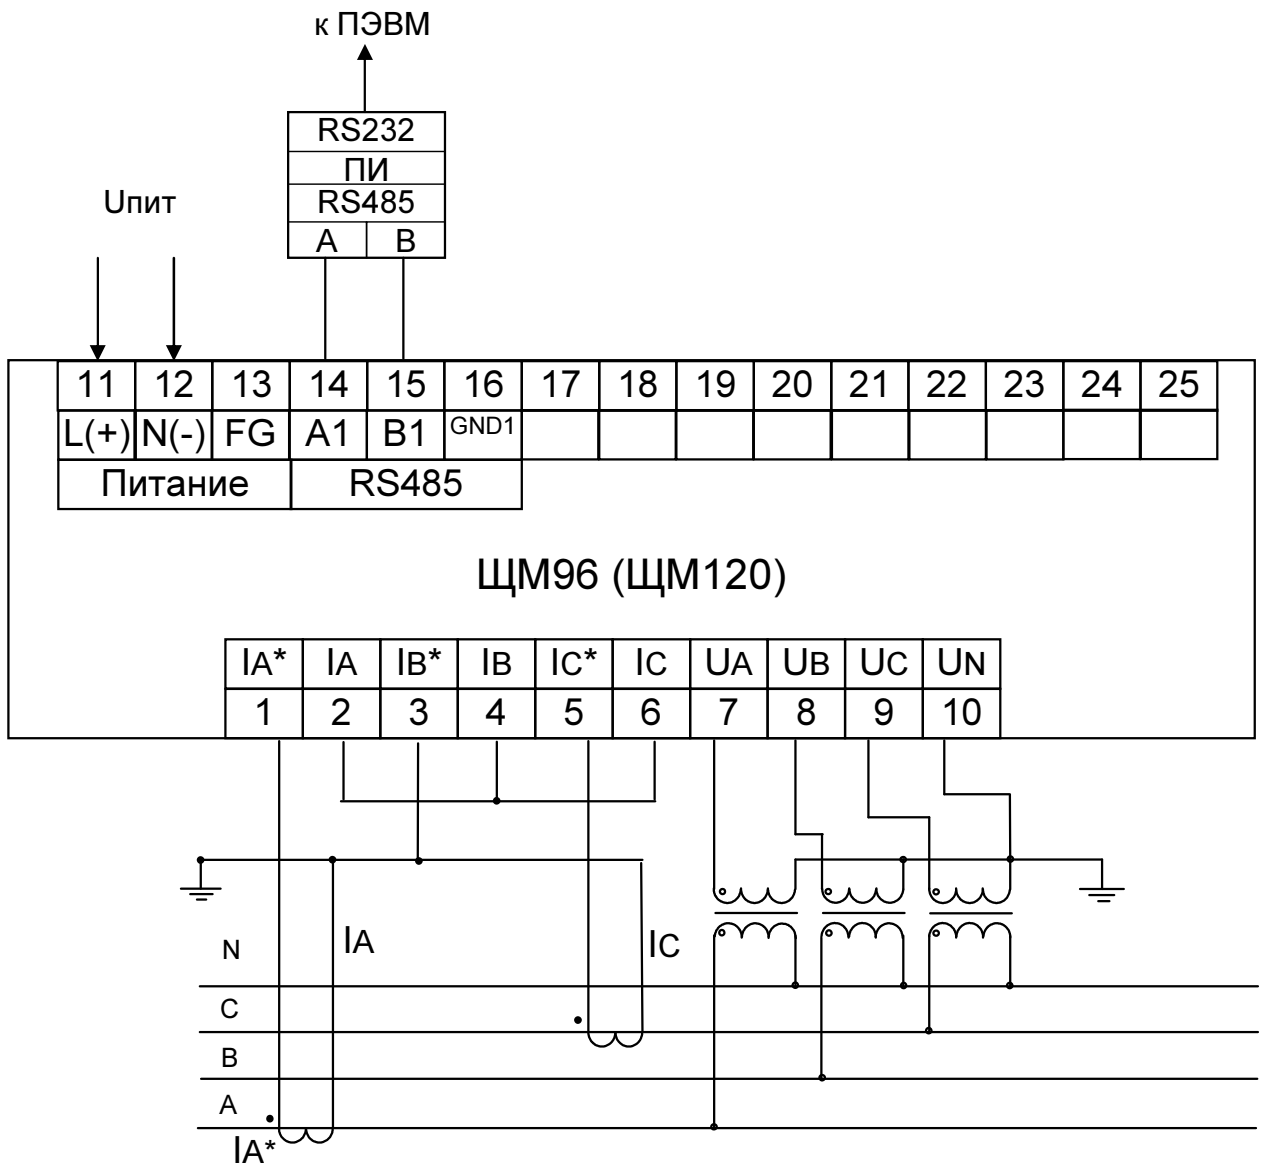 к ПЭВМ
RS232
ПИ
RS485
A B
Uпит
11 12 13 14 15 16 17 18 19 20 21 22 23 24 25
L(+) N(-) FG A1 B1 GND1
Питание RS485
ЩМ96 (ЩМ120)
IA* IA IB* IB IC* IC UA UB UC UN
1 2 3 4 5 6 7 8 9 10
N IA IC
C
B
A
IA*